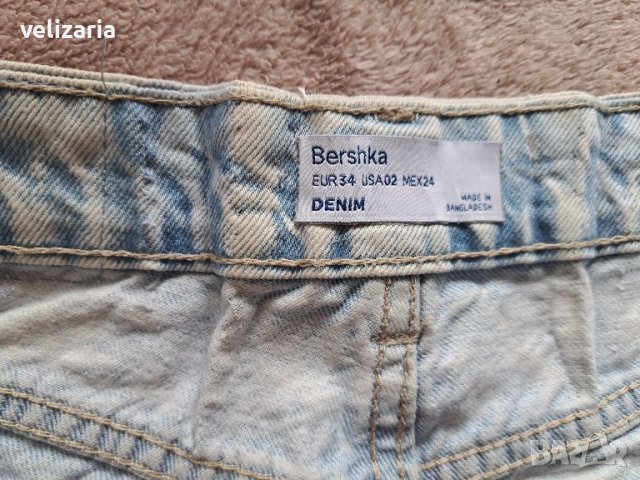 velizaria
Bershka
EUR34 USA02 MEX24
DENIM
MADE IN
BANGLADESH
BAZAR